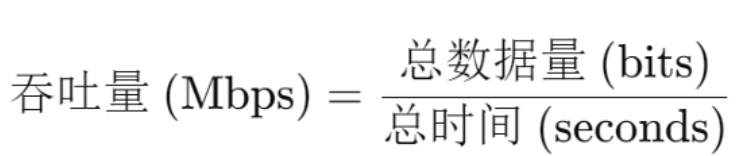 吞吐量 (Mbps) = 总数据量 (bits) / 总时间 (seconds)